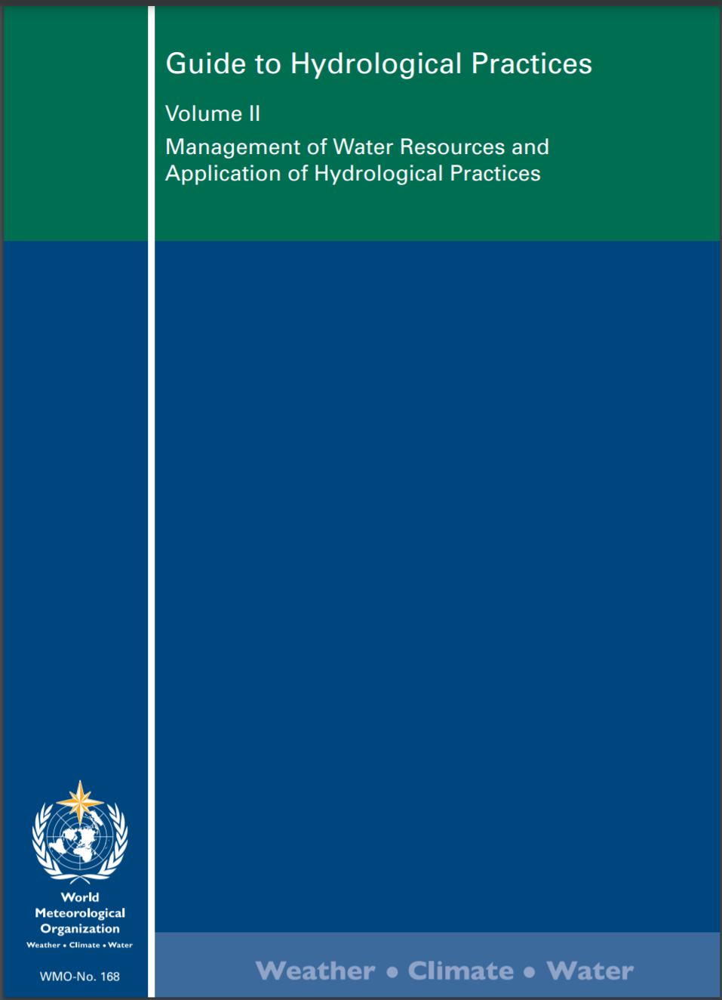 Guide to Hydrological Practices
Volume II
Management of Water Resources and
Application of Hydrological Practices
World
Meteorological
Organization
Weather • Climate • Water
WMO-No. 168
Weather • Climate • Water